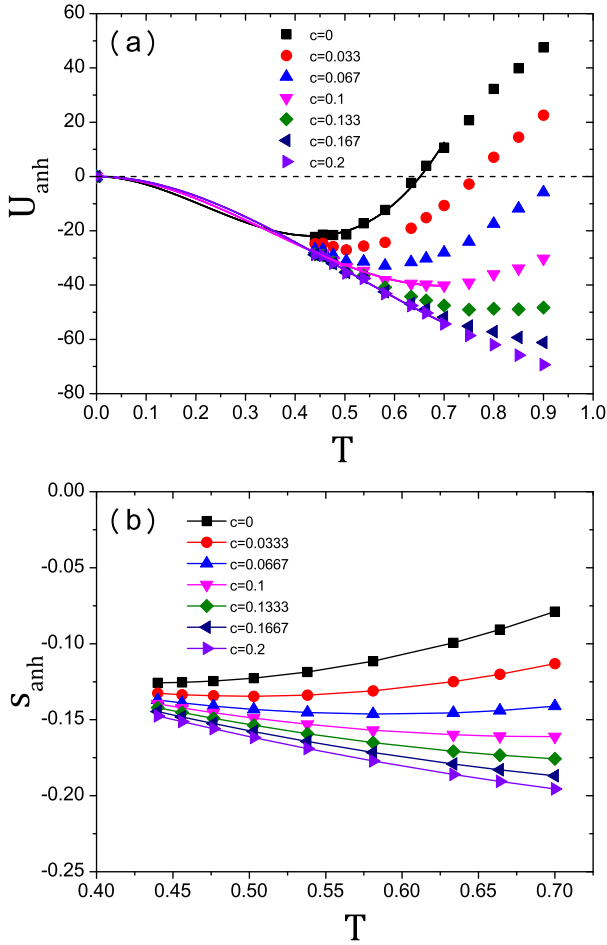 (a)
c=0
c=0.033
c=0.067
c=0.1
c=0.133
c=0.167
c=0.2
60
40
20
0
-20
-40
-60
-80
U_anh
0.0 0.1 0.2 0.3 0.4 0.5 0.6 0.7 0.8 0.9 1.0
T
(b)
c=0
c=0.0333
c=0.0667
c=0.1
c=0.1333
c=0.1667
c=0.2
0.00
-0.05
-0.10
-0.15
-0.20
-0.25
s_anh
0.40 0.45 0.50 0.55 0.60 0.65 0.70
T